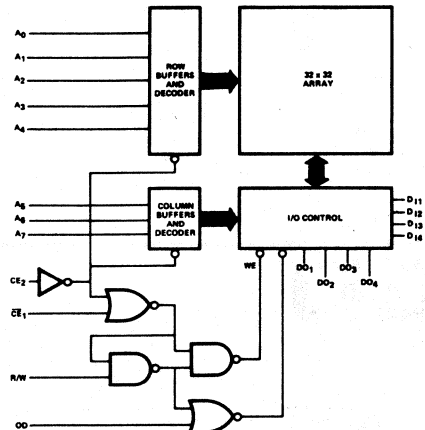 A0
A1
A2
A3
A4
ROW
BUFFERS
AND
DECODER
32 x 32
ARRAY
A5
A6
A7
COLUMN
BUFFERS
AND
DECODER
I/O CONTROL
DI1
DI2
DI3
DI4
WE
DO1
DO2
DO3
DO4
CE2
C̅E̅1
R/W
OD